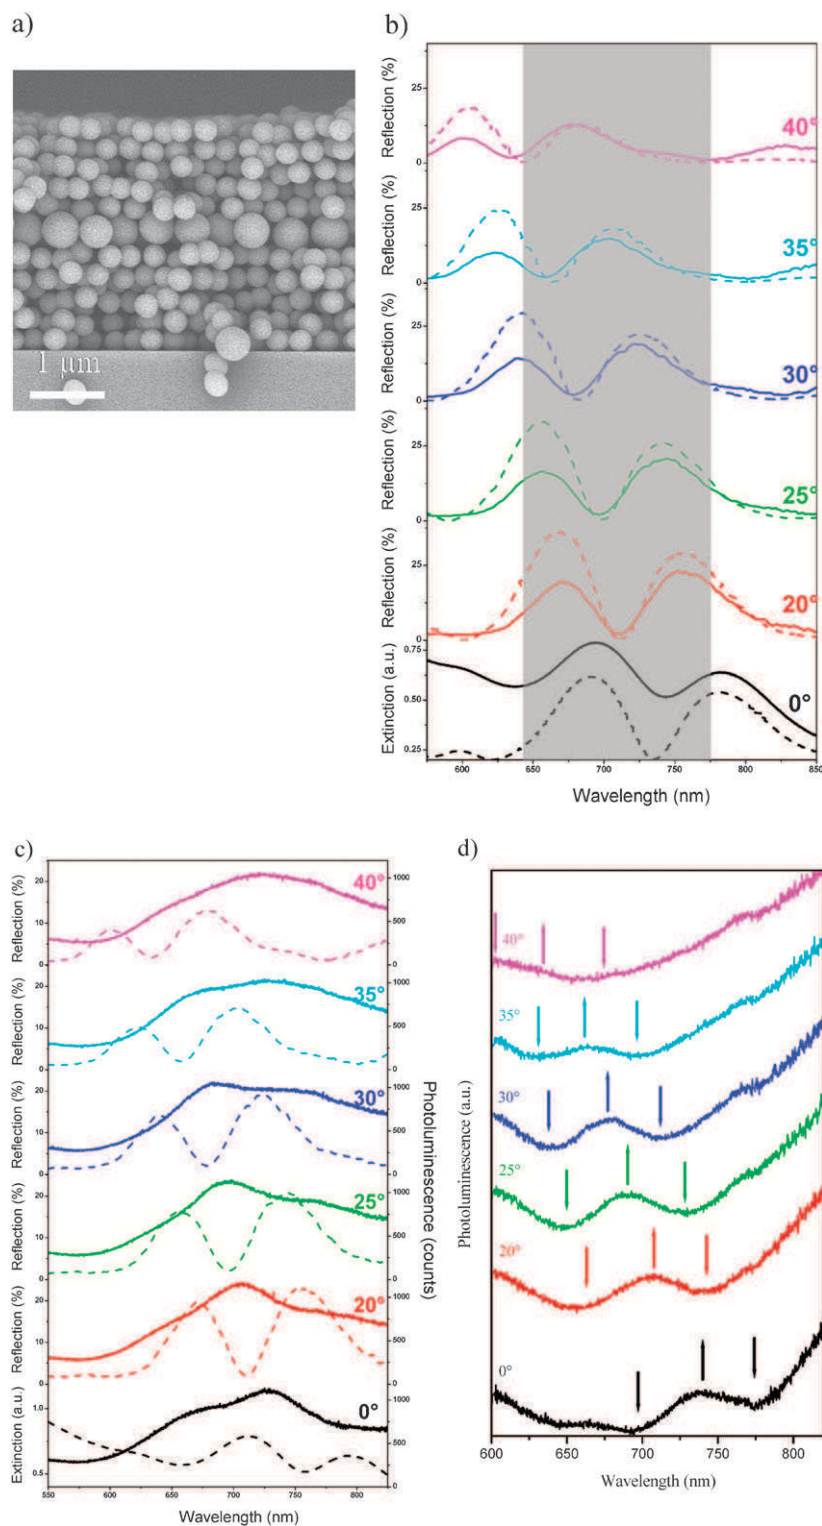 a)
1 μm
b)
Reflection (%)
25
0
40°
Reflection (%)
25
0
35°
Reflection (%)
25
0
30°
Reflection (%)
25
0
25°
Reflection (%)
25
0
20°
Extinction (a.u.)
0.75
0.50
0.25
0°
600 650 700 750 800 850
Wavelength (nm)
c)
Reflection (%)
20
10
0
1000
500
0
40°
Reflection (%)
20
10
0
1000
500
0
35°
Reflection (%)
20
10
0
1000
500
0
30°
Reflection (%)
20
10
0
1000
500
0
25°
Reflection (%)
20
10
0
1000
500
0
20°
Extinction (a.u.)
1.0
0.5
1000
500
0
0°
Photoluminescence (counts)
550 600 650 700 750 800
Wavelength (nm)
d)
Photoluminescence (a.u.)
40°
35°
30°
25°
20°
0°
600 650 700 750 800
Wavelength (nm)